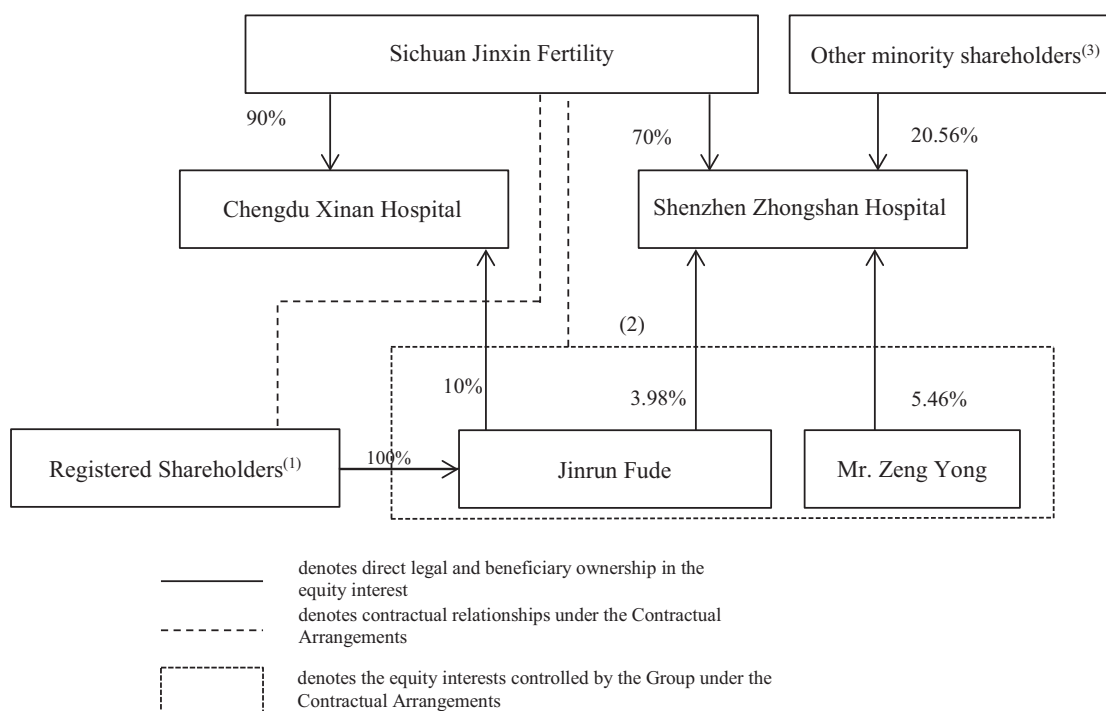 Sichuan Jinxin Fertility
Other minority shareholders(3)
90%
70%
20.56%
Chengdu Xinan Hospital
Shenzhen Zhongshan Hospital
(2)
10%
3.98%
5.46%
Registered Shareholders(1)
100%
Jinrun Fude
Mr. Zeng Yong
denotes direct legal and beneficiary ownership in the
equity interest
denotes contractual relationships under the Contractual
Arrangements
denotes the equity interests controlled by the Group under the
Contractual Arrangements